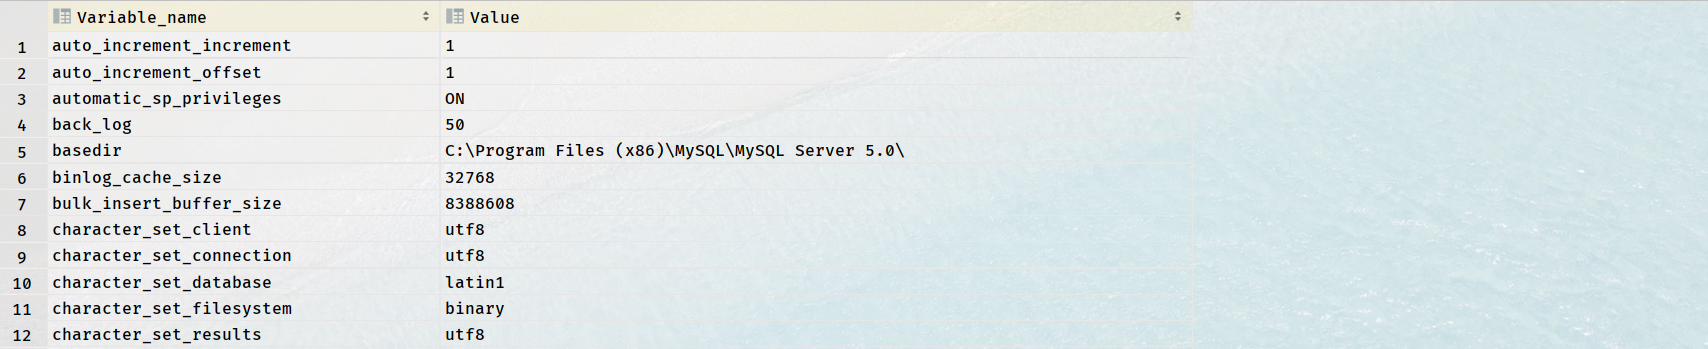 Variable_name Value
1 auto_increment_increment 1
2 auto_increment_offset 1
3 automatic_sp_privileges ON
4 back_log 50
5 basedir C:\Program Files (x86)\MySQL\MySQL Server 5.0\
6 binlog_cache_size 32768
7 bulk_insert_buffer_size 8388608
8 character_set_client utf8
9 character_set_connection utf8
10 character_set_database latin1
11 character_set_filesystem binary
12 character_set_results utf8